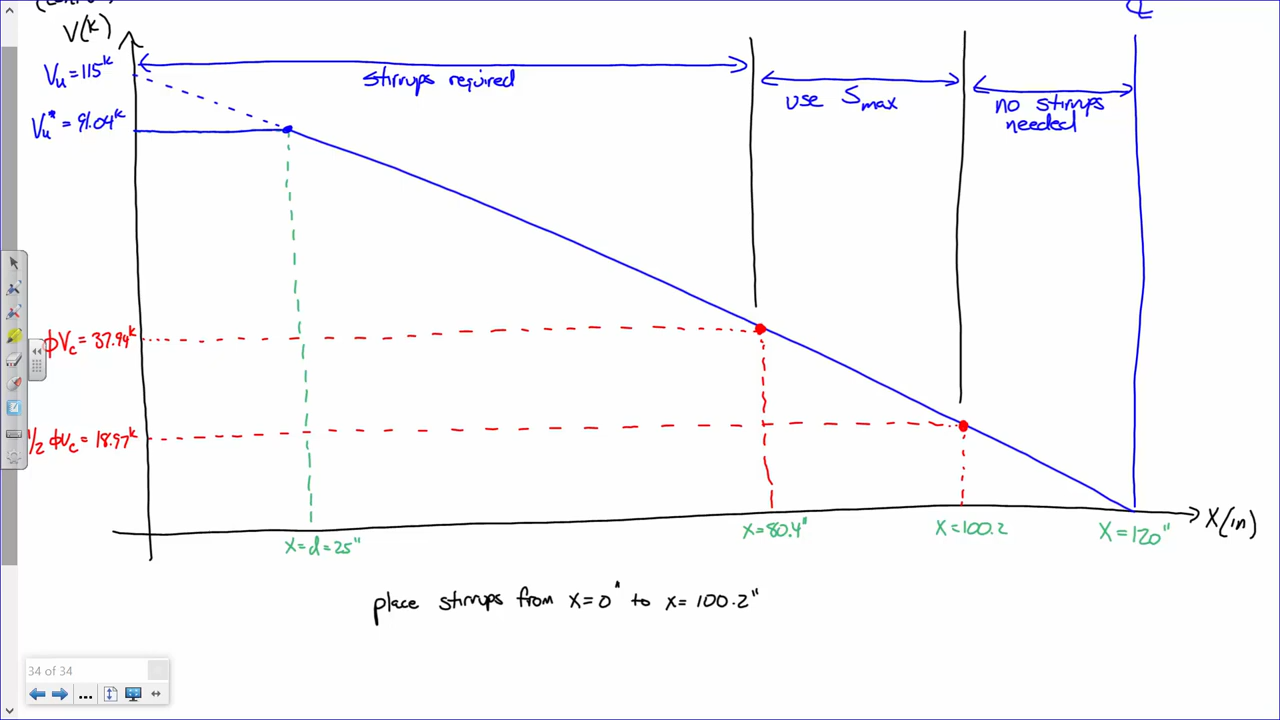 V(k)
Vu = 115k
stirrups required
use Smax
no stirrups
needed
Vu* = 91.04k
ϕVc = 37.94k
1/2 ϕVc = 18.97k
x=d=25"
x=80.4"
x=100.2
x=120"
x(in)
place stirrups from x=0" to x= 100.2"
34 of 34
...